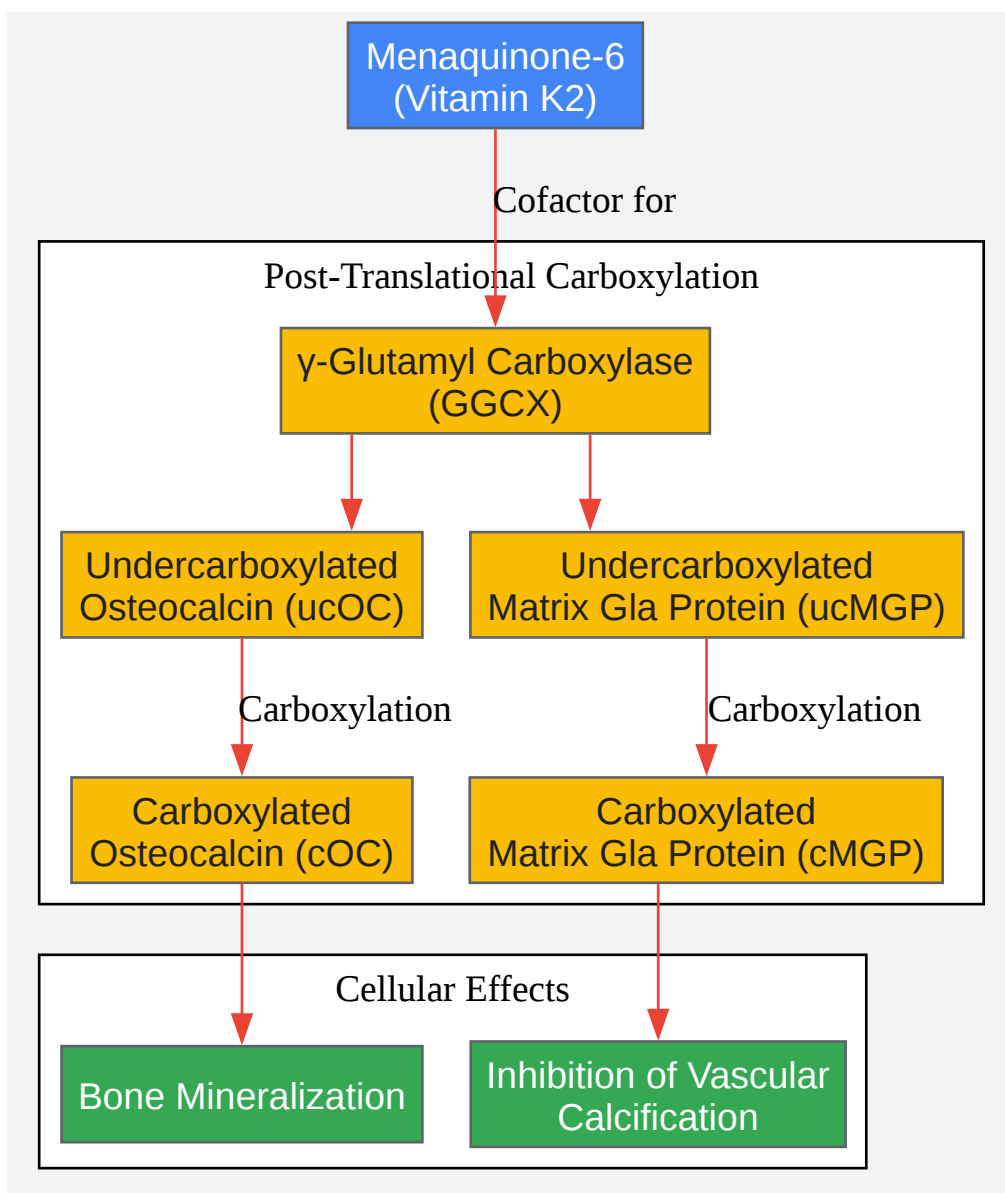 Menaquinone-6
(Vitamin K2)
Cofactor for
Post-Translational Carboxylation
γ-Glutamyl Carboxylase
(GGCX)
Undercarboxylated
Osteocalcin (ucOC)
Undercarboxylated
Matrix Gla Protein (ucMGP)
Carboxylation
Carboxylation
Carboxylated
Osteocalcin (cOC)
Carboxylated
Matrix Gla Protein (cMGP)
Cellular Effects
Bone Mineralization
Inhibition of Vascular
Calcification